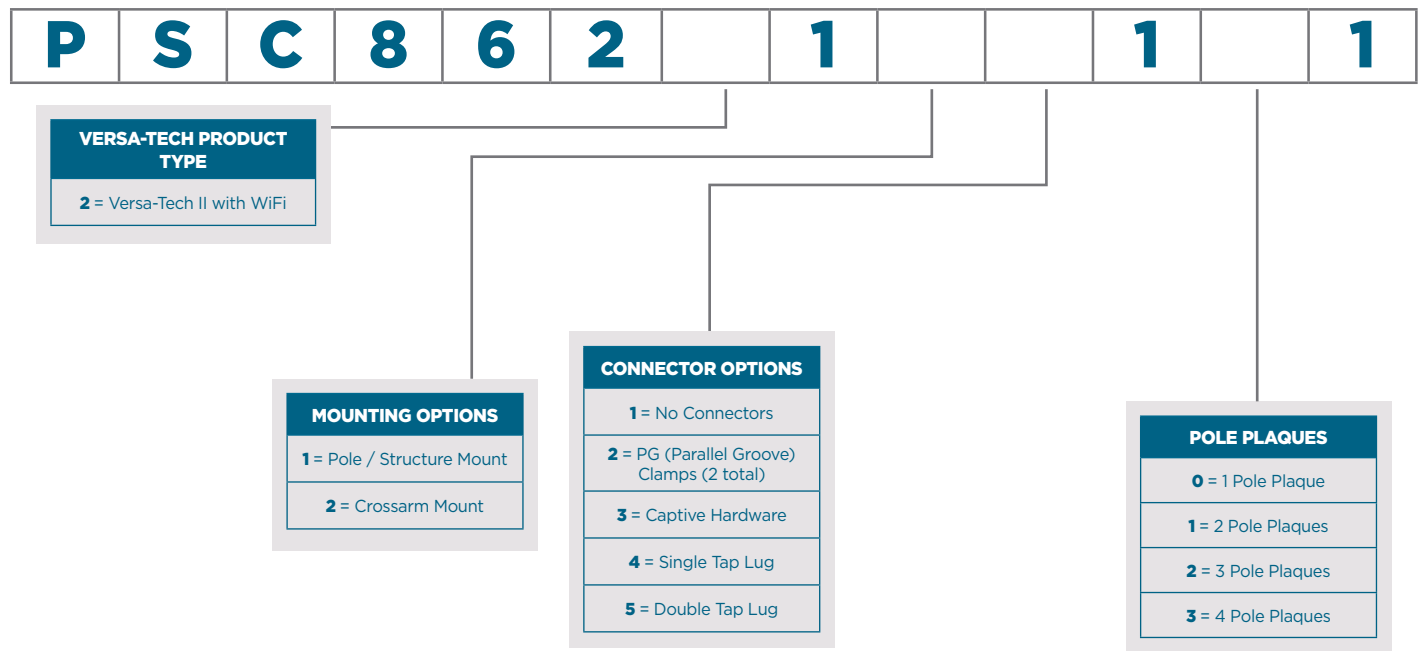 P S C 8 6 2 1 1 1
VERSA-TECH PRODUCT
TYPE
2 = Versa-Tech II with WiFi
MOUNTING OPTIONS
1 = Pole / Structure Mount
2 = Crossarm Mount
CONNECTOR OPTIONS
1 = No Connectors
2 = PG (Parallel Groove)
Clamps (2 total)
3 = Captive Hardware
4 = Single Tap Lug
5 = Double Tap Lug
POLE PLAQUES
0 = 1 Pole Plaque
1 = 2 Pole Plaques
2 = 3 Pole Plaques
3 = 4 Pole Plaques